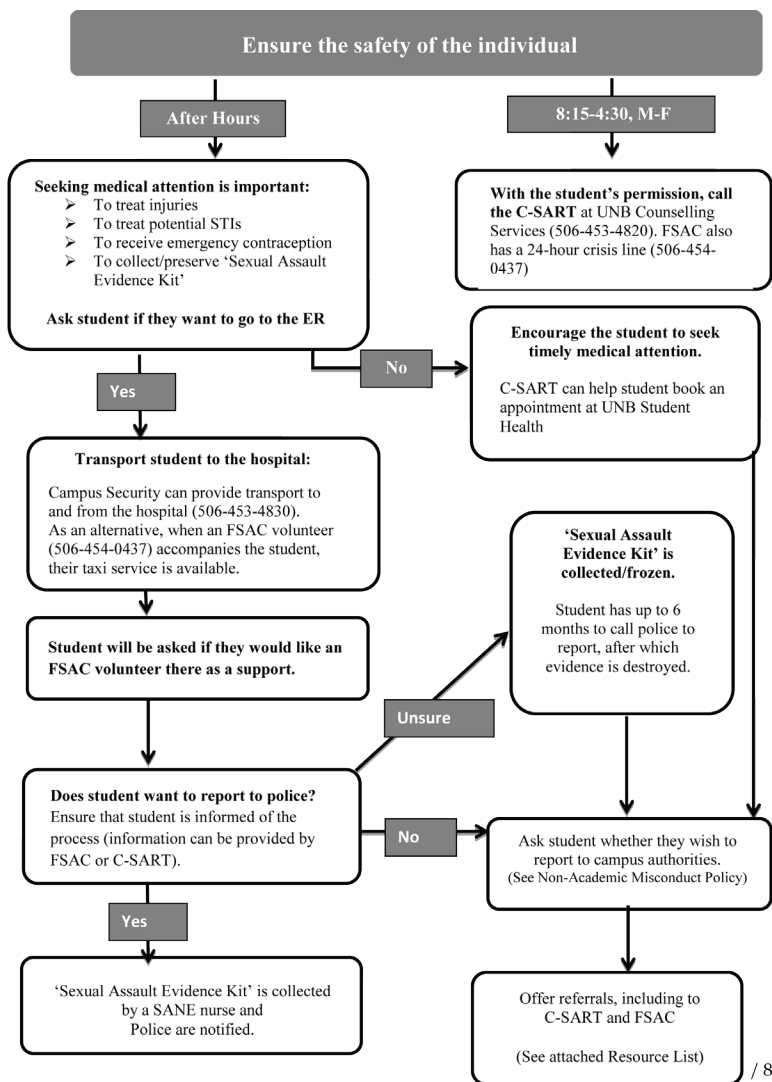 Ensure the safety of the individual
After Hours
8:15-4:30, M-F
Seeking medical attention is important:
➢ To treat injuries
➢ To treat potential STIs
➢ To receive emergency contraception
➢ To collect/preserve ‘Sexual Assault
Evidence Kit’
Ask student if they want to go to the ER
With the student’s permission, call
the C-SART at UNB Counselling
Services (506-453-4820). FSAC also
has a 24-hour crisis line (506-454-
0437)
No
Encourage the student to seek
timely medical attention.
C-SART can help student book an
appointment at UNB Student
Health
Yes
Transport student to the hospital:
Campus Security can provide transport to
and from the hospital (506-453-4830).
As an alternative, when an FSAC volunteer
(506-454-0437) accompanies the student,
their taxi service is available.
Student will be asked if they would like an
FSAC volunteer there as a support.
Unsure
‘Sexual Assault
Evidence Kit’ is
collected/frozen.
Student has up to 6
months to call police to
report, after which
evidence is destroyed.
Does student want to report to police?
Ensure that student is informed of the
process (information can be provided by
FSAC or C-SART).
No
Ask student whether they wish to
report to campus authorities.
(See Non-Academic Misconduct Policy)
Yes
‘Sexual Assault Evidence Kit’ is collected
by a SANE nurse and
Police are notified.
Offer referrals, including to
C-SART and FSAC
(See attached Resource List)
/ 8